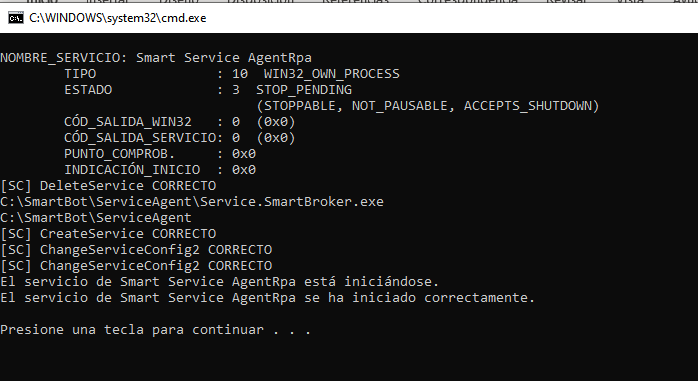 C:\WINDOWS\system32\cmd.exe
NOMBRE_SERVICIO: Smart Service AgentRpa
TIPO : 10 WIN32_OWN_PROCESS
ESTADO : 3 STOP_PENDING
(STOPPABLE, NOT_PAUSABLE, ACCEPTS_SHUTDOWN)
CÓD_SALIDA_WIN32 : 0 (0x0)
CÓD_SALIDA_SERVICIO: 0 (0x0)
PUNTO_COMPROB. : 0x0
INDICACIÓN_INICIO : 0x0
[SC] DeleteService CORRECTO
C:\SmartBot\ServiceAgent\Service.SmartBroker.exe
C:\SmartBot\ServiceAgent
[SC] CreateService CORRECTO
[SC] ChangeServiceConfig2 CORRECTO
[SC] ChangeServiceConfig2 CORRECTO
El servicio de Smart Service AgentRpa está iniciándose.
El servicio de Smart Service AgentRpa se ha iniciado correctamente.
Presione una tecla para continuar . . .